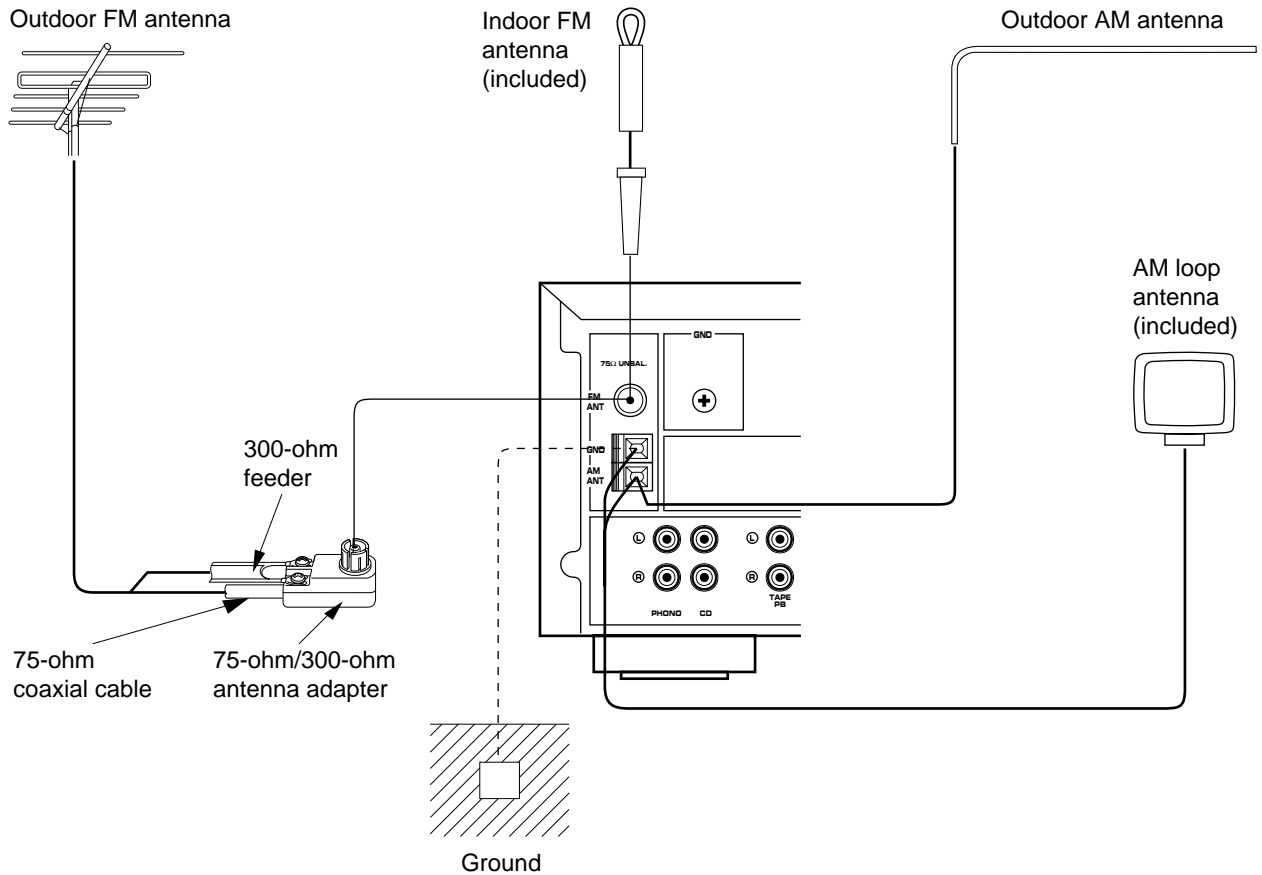 Outdoor FM antenna
Indoor FM
antenna
(included)
Outdoor AM antenna
AM loop
antenna
(included)
GND
75Ω UNBAL.
FM
ANT
GND
AM
ANT
300-ohm
feeder
L
L
R
R
TAPE
PB
PHONO
CD
75-ohm
coaxial cable
75-ohm/300-ohm
antenna adapter
Ground